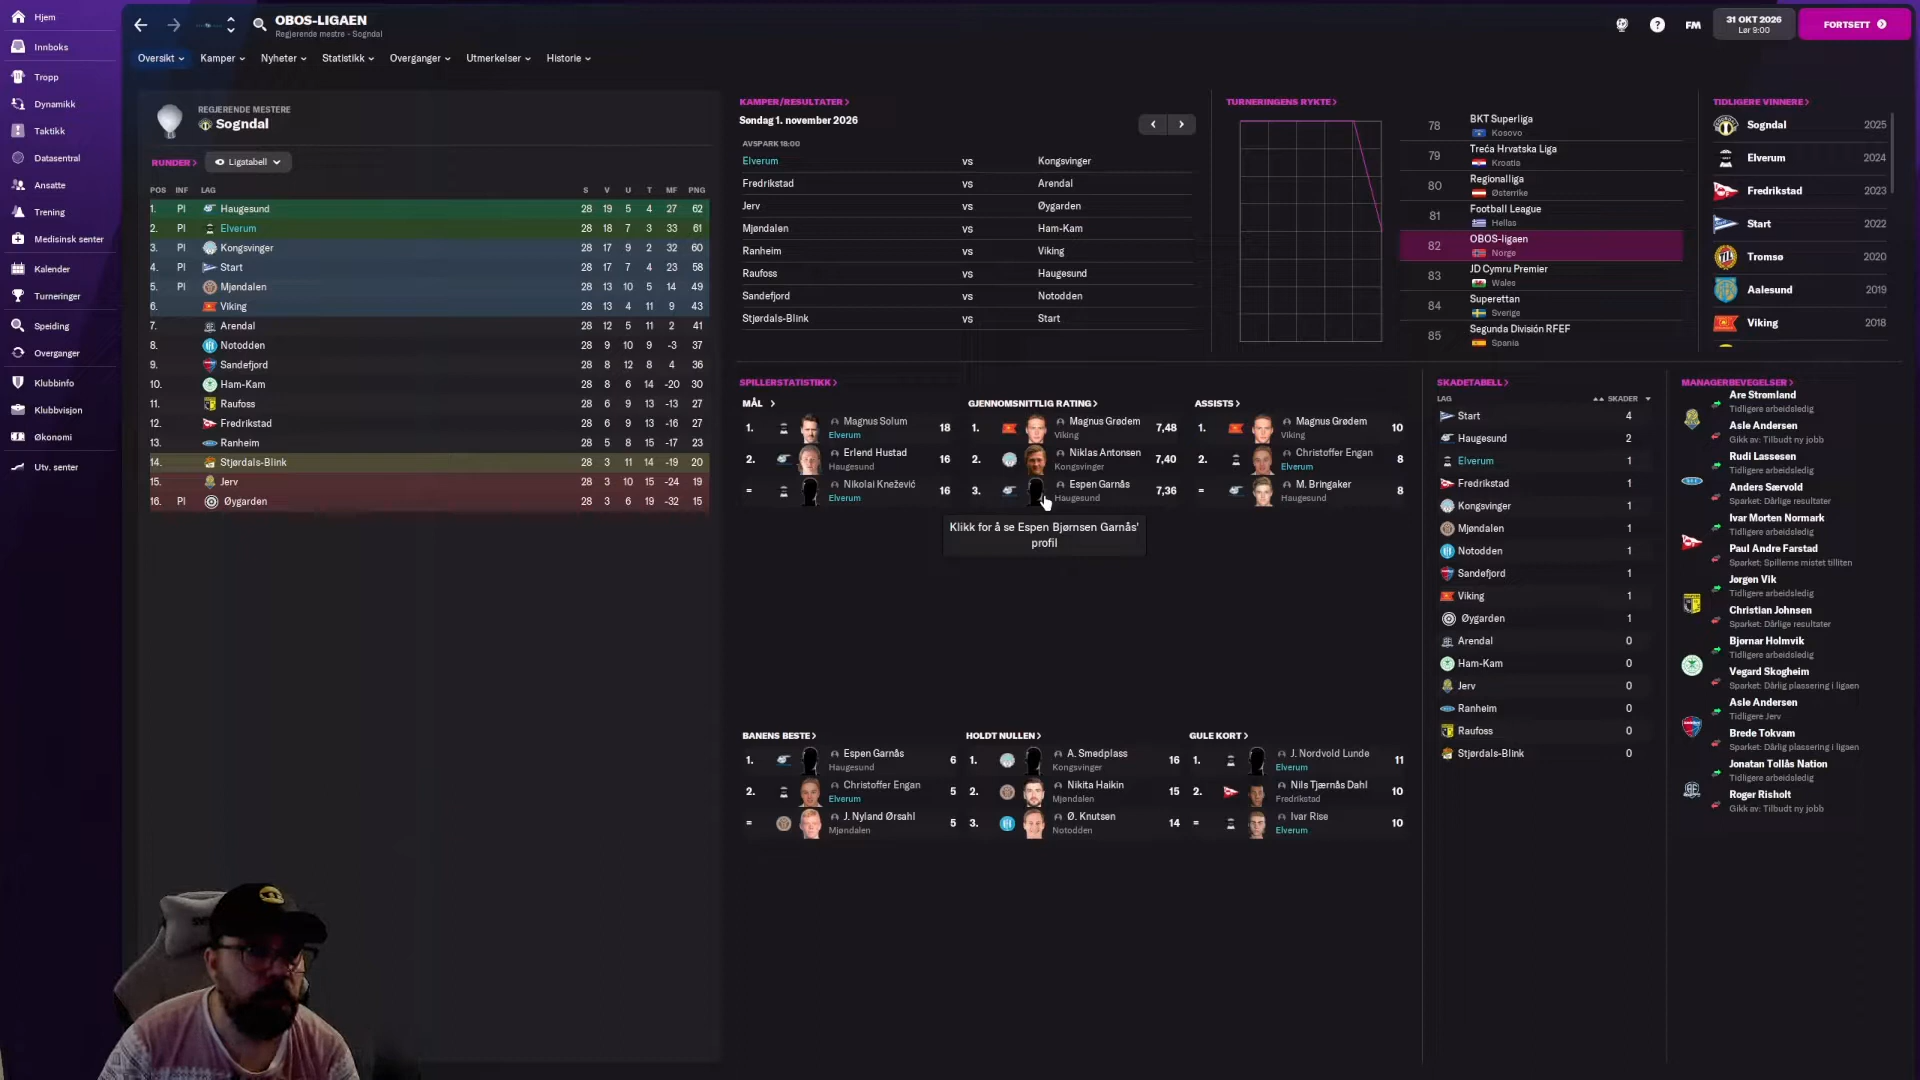 Hjem
Innboks
Tropp
Dynamikk
Taktikk
Datasentral
Ansatte
Trening
Medisinsk senter
Kalender
Turneringer
Speiding
Overganger
Klubbinfo
Klubbvisjon
Økonomi
Utv. senter
OBOS-LIGAEN
Regjerende mestre - Sogndal
FM
31 OKT 2026
Lør 9:00
FORTSETT
Oversikt
Kamper
Nyheter
Statistikk
Overganger
Utmerkelser
Historie
REGJERENDE MESTERE
Sogndal
RUNDER >
Ligatabell
POS INF LAG S V U T MF PNG
1. PI Haugesund 28 19 5 4 27 62
2. PI Elverum 28 18 7 3 33 61
3. PI Kongsvinger 28 17 9 2 32 60
4. PI Start 28 17 7 4 23 58
5. PI Mjøndalen 28 13 10 5 14 49
6. Viking 28 13 4 11 9 43
7. Arendal 28 12 5 11 2 41
8. Notodden 28 9 10 9 -3 37
9. Sandefjord 28 8 12 8 4 36
10. Ham-Kam 28 8 6 14 -20 30
11. Raufoss 28 6 9 13 -13 27
12. Fredrikstad 28 6 9 13 -16 27
13. Ranheim 28 5 8 15 -17 23
14. Stjørdals-Blink 28 3 11 14 -19 20
15. Jerv 28 3 10 15 -24 19
16. PI Øygarden 28 3 6 19 -32 15
KAMPER/RESULTATER >
Søndag 1. november 2026
AVSPARK 18:00
Elverum vs Kongsvinger
Fredrikstad vs Arendal
Jerv vs Øygarden
Mjøndalen vs Ham-Kam
Ranheim vs Viking
Raufoss vs Haugesund
Sandefjord vs Notodden
Stjørdals-Blink vs Start
TURNERINGENS RYKTE >
78 BKT Superliga
Kosovo
79 Treća Hrvatska Liga
Kroatia
80 Regionalliga
Østerrike
81 Football League
Hellas
82 OBOS-ligaen
Norge
83 JD Cymru Premier
Wales
84 Superettan
Sverige
85 Segunda División RFEF
Spania
TIDLIGERE VINNERE >
Sogndal 2025
Elverum 2024
Fredrikstad 2023
Start 2022
Tromsø 2020
Aalesund 2019
Viking 2018
SPILLERSTATISTIKK >
MÅL >
1. Magnus Solum 18
Elverum
2. Erlend Hustad 16
Haugesund
= Nikolai Knežević 16
Elverum
GJENNOMSNITTLIG RATING >
1. Magnus Grødem 7,48
Viking
2. Niklas Antonsen 7,40
Kongsvinger
3. Espen Garnås 7,36
Haugesund
Klikk for å se Espen Bjørnsen Garnås'
profil
ASSISTS >
1. Magnus Grødem 10
Viking
2. Christoffer Engan 8
Elverum
= M. Bringaker 8
Haugesund
BANENS BESTE >
1. Espen Garnås 6
Haugesund
2. Christoffer Engan 5
Elverum
= J. Nyland Ørsahl 5
Mjøndalen
HOLDT NULLEN >
1. A. Smedplass 16
Kongsvinger
2. Nikita Haikin 15
Mjøndalen
3. Ø. Knutsen 14
Notodden
GULE KORT >
1. J. Nordvold Lunde 11
Elverum
2. Nils Tjærnås Dahl 10
Fredrikstad
= Ivar Rise 10
Elverum
SKADETABELL >
LAG SKADER
Start 4
Haugesund 2
Elverum 1
Fredrikstad 1
Kongsvinger 1
Mjøndalen 1
Notodden 1
Sandefjord 1
Viking 1
Øygarden 1
Arendal 0
Ham-Kam 0
Jerv 0
Ranheim 0
Raufoss 0
Stjørdals-Blink 0
MANAGERBEVEGELSER >
Are Strømland
Tidligere arbeidsledig
Asle Andersen
Gikk av: Tilbudt ny jobb
Rudi Lassesen
Tidligere arbeidsledig
Anders Særvold
Sparket: Dårlige resultater
Ivar Morten Normark
Tidligere arbeidsledig
Paul Andre Farstad
Sparket: Spillerne mistet tilliten
Jørgen Vik
Tidligere arbeidsledig
Christian Johnsen
Sparket: Dårlige resultater
Bjørnar Holmvik
Tidligere arbeidsledig
Vegard Skogheim
Sparket: Dårlig plassering i ligaen
Asle Andersen
Tidligere Jerv
Brede Tokvam
Sparket: Dårlig plassering i ligaen
Jonatan Tollås Nation
Tidligere arbeidsledig
Roger Risholt
Gikk av: Tilbudt ny jobb